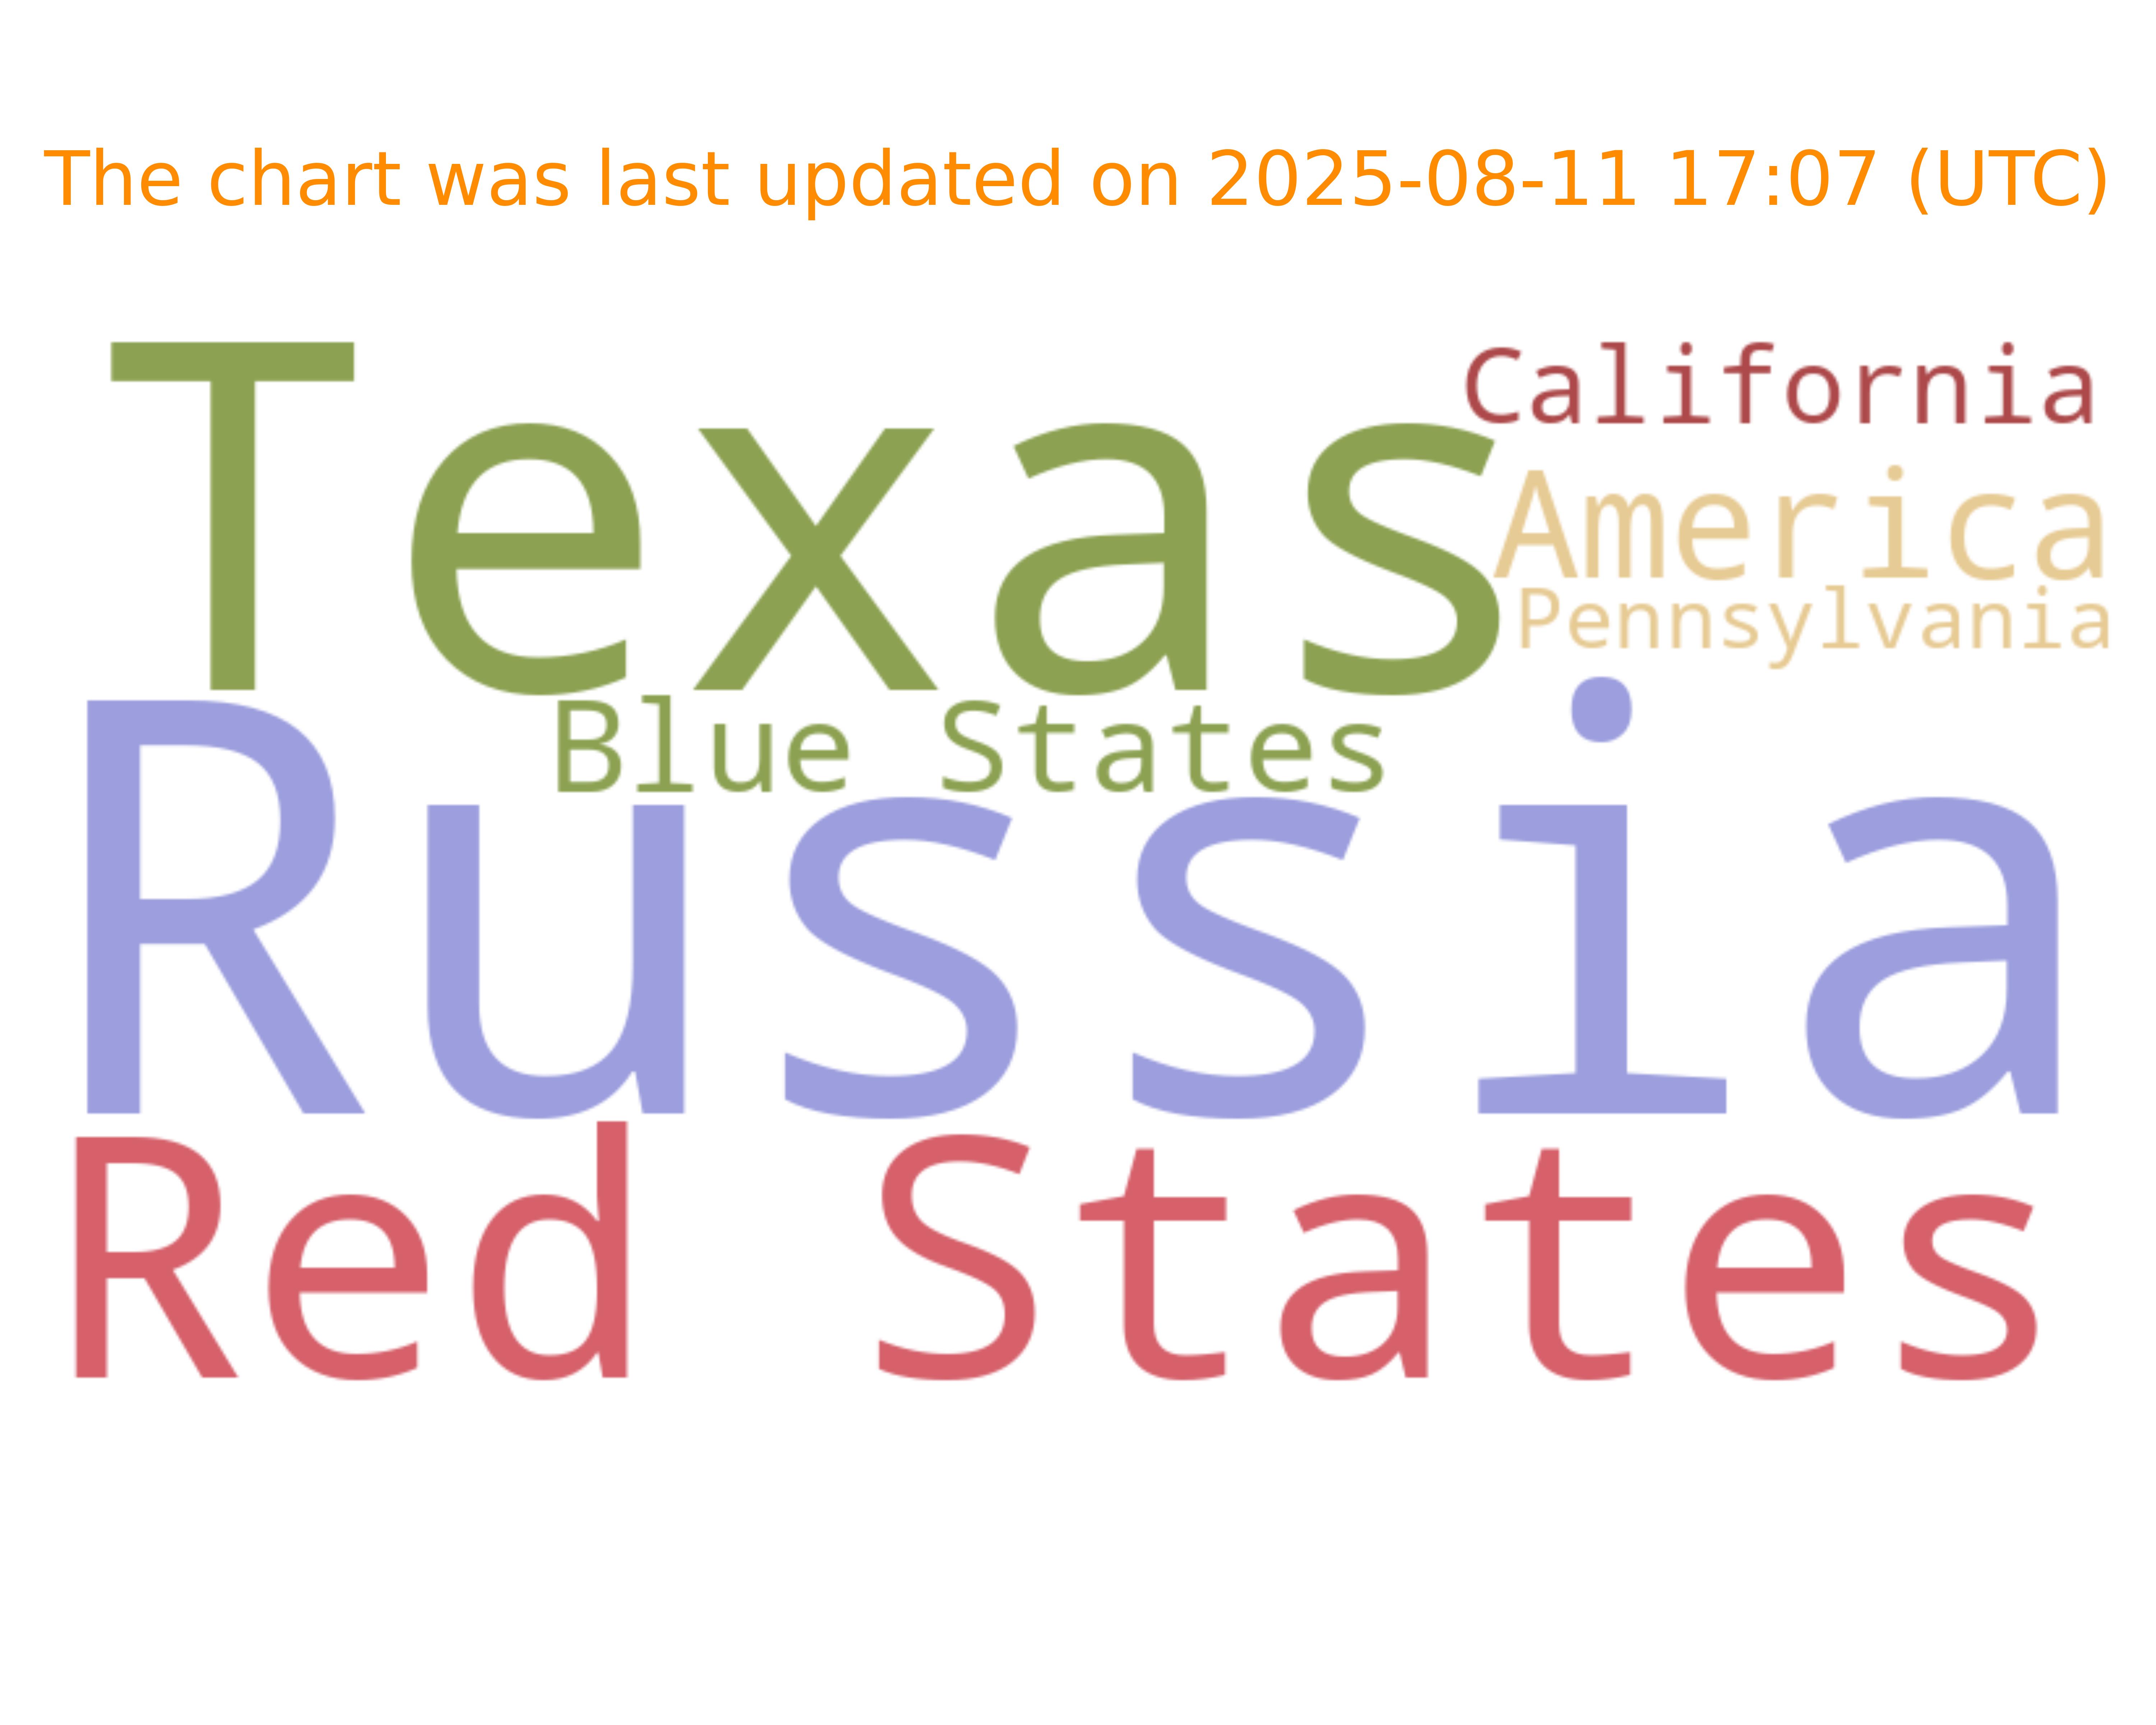 The chart was last updated on 2025-08-11 17:07 (UTC)
Texas
California
America
Pennsylvania
Blue States
Russia
Red States